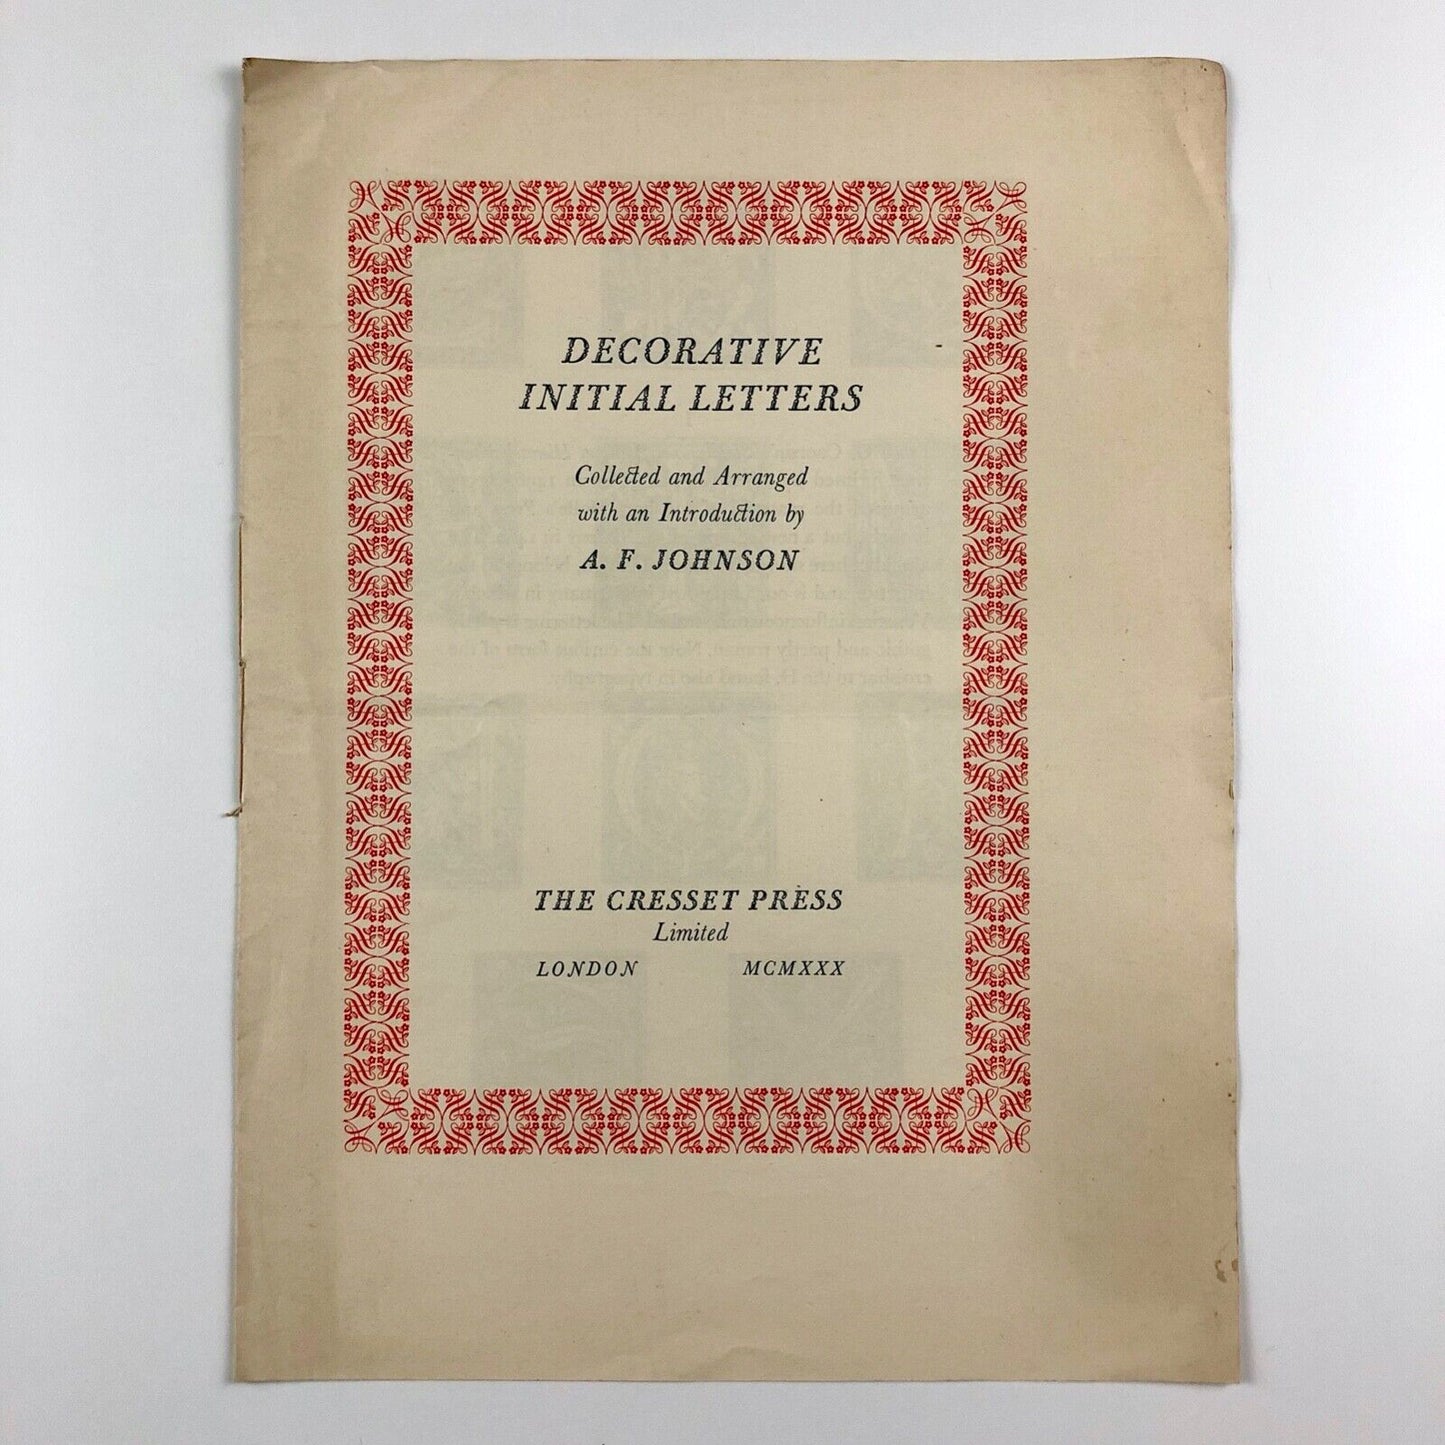 DECORATIVE
INITIAL LETTERS
Collected and Arranged
with an Introduction by
A. F. JOHNSON
THE CRESSET PRESS
Limited
LONDON MCMXXX